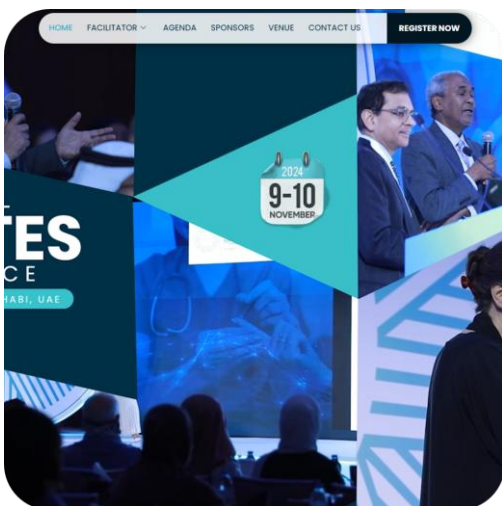 HOME FACILITATOR AGENDA SPONSORS VENUE CONTACT US REGISTER NOW
2024
9-10
NOVEMBER
TES
CE
HABI, UAE